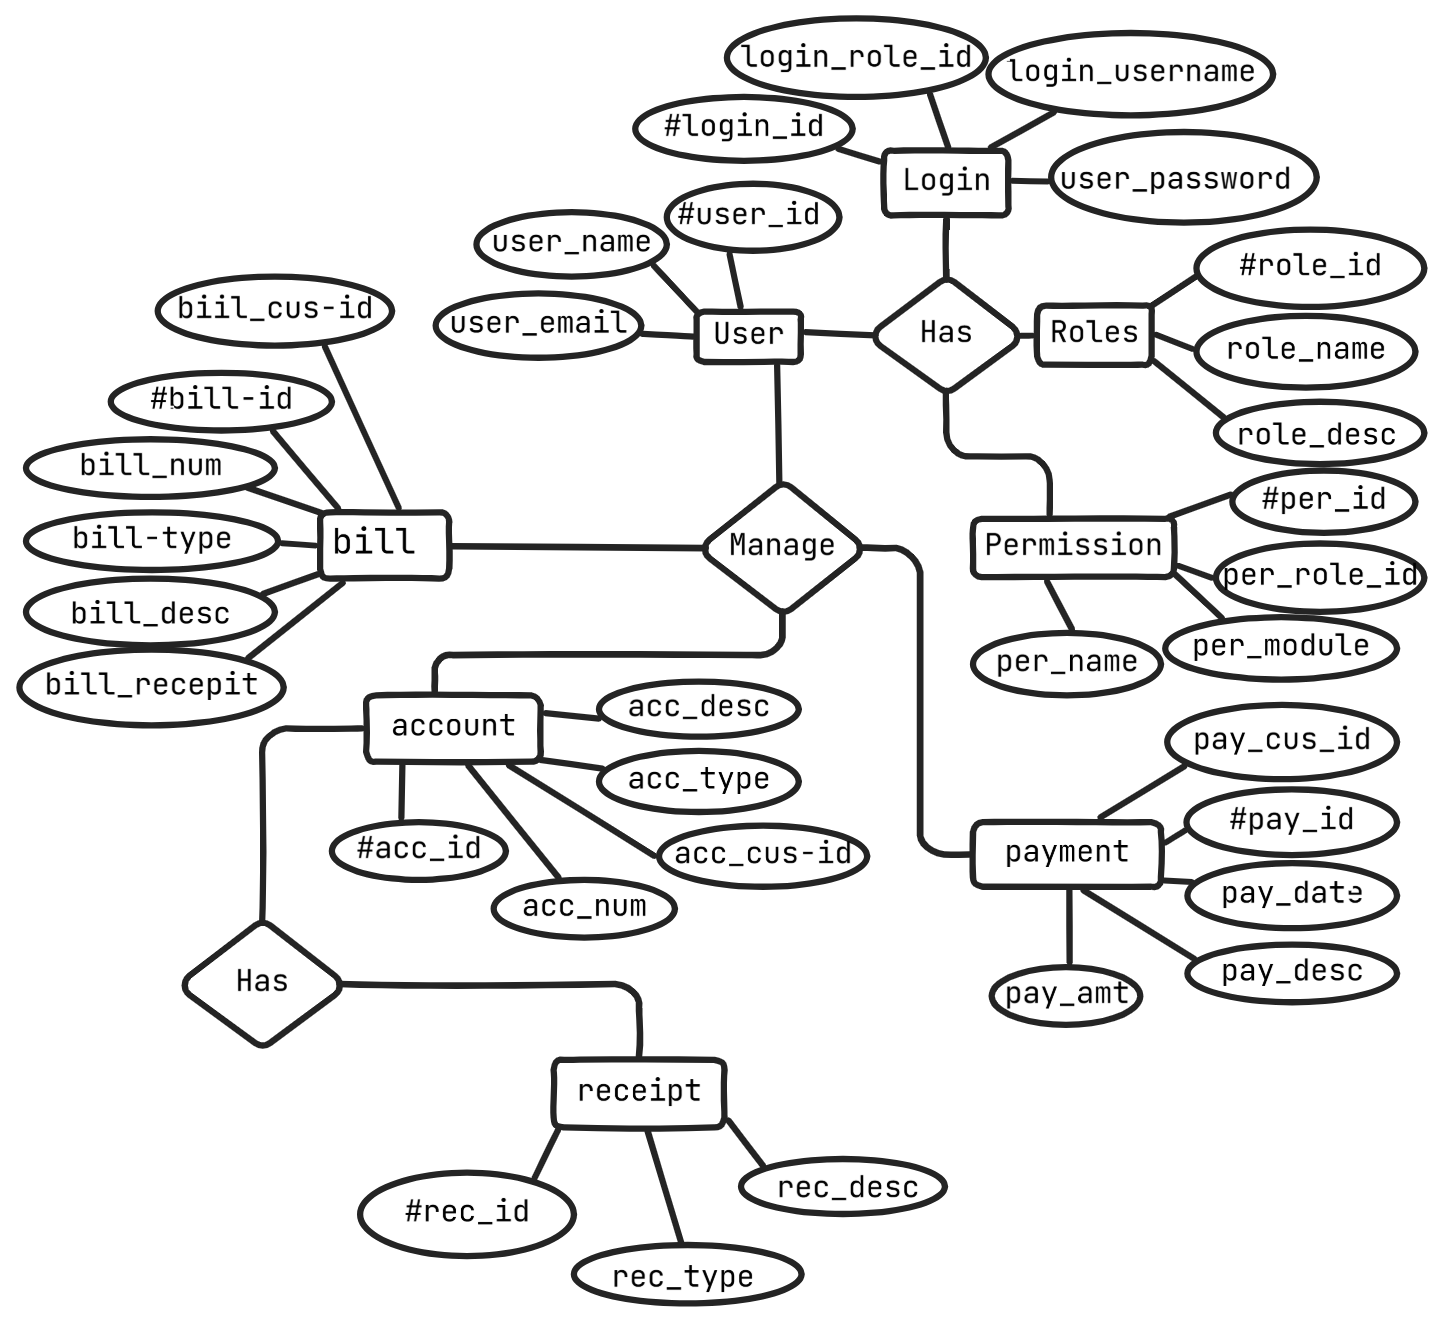 login_role_id
login_username
#login_id
Login
user_password
#user_id
user_name
#role_id
biil_cus-id
user_email
User
Has
Roles
role_name
#bill-id
role_desc
bill_num
#per_id
bill-type
bill
Manage
Permission
per_role_id
bill_desc
per_module
per_name
bill_recepit
acc_desc
account
pay_cus_id
acc_type
#pay_id
#acc_id
acc_cus-id
payment
pay_date
acc_num
pay_desc
Has
pay_amt
receipt
rec_desc
#rec_id
rec_type